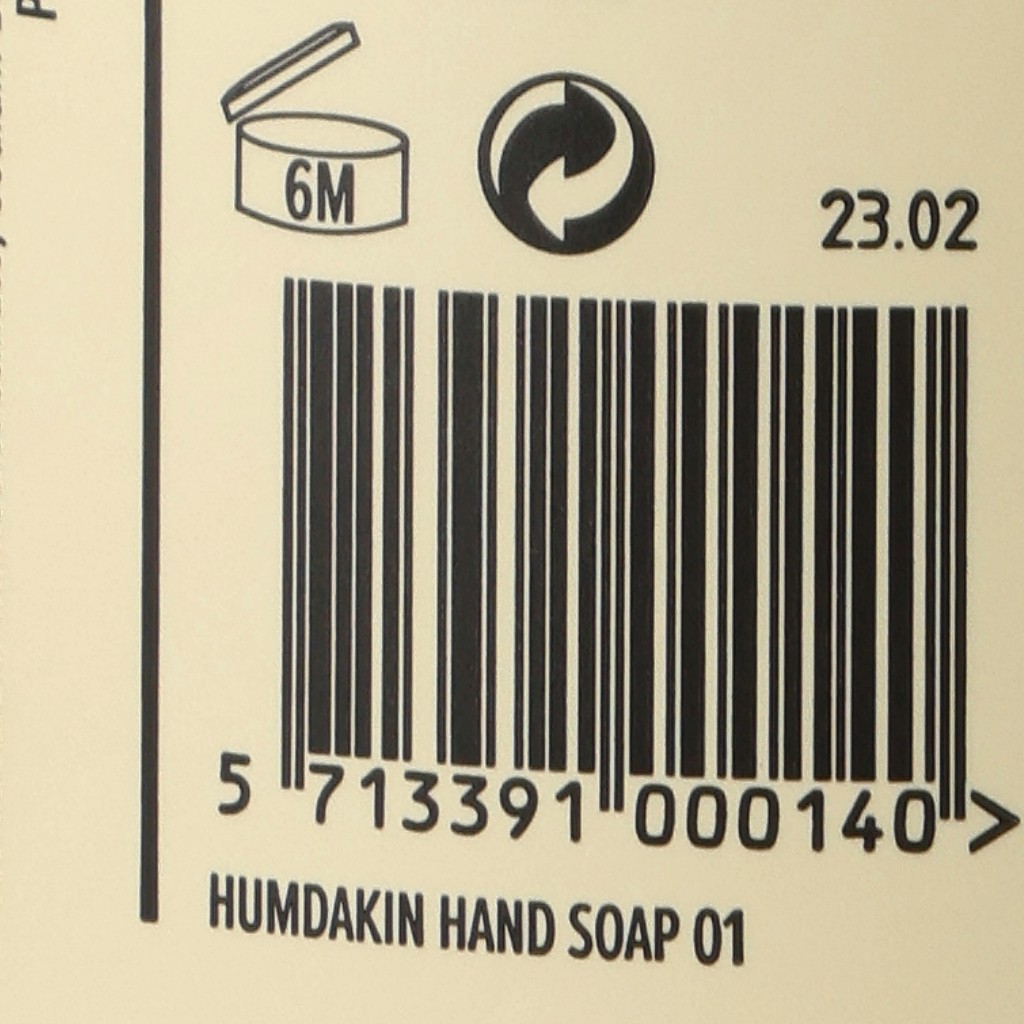 6M
23.02
5 713391 000140 >
HUMDAKIN HAND SOAP 01